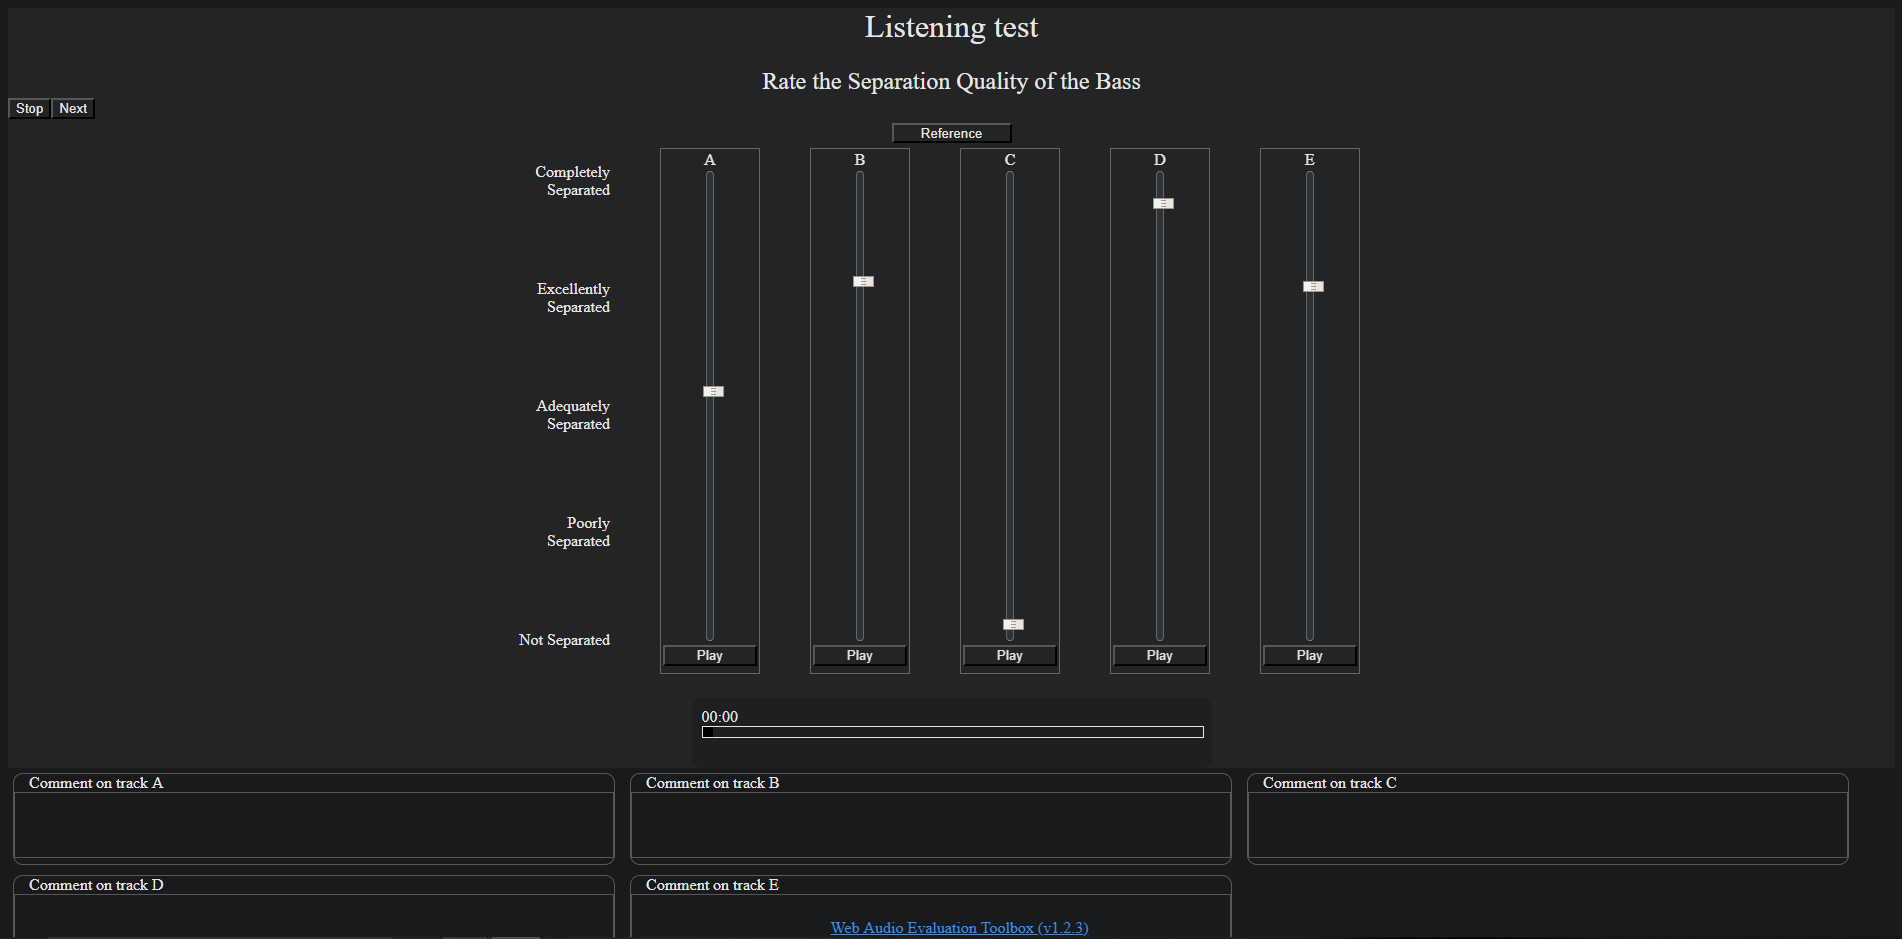 Listening test
Rate the Separation Quality of the Bass
Stop Next
Reference
A B C D E
Completely
Separated
Excellently
Separated
Adequately
Separated
Poorly
Separated
Not Separated
Play Play Play Play Play
00:00
Comment on track A Comment on track B Comment on track C
Comment on track D Comment on track E
Web Audio Evaluation Toolbox (v1.2.3)